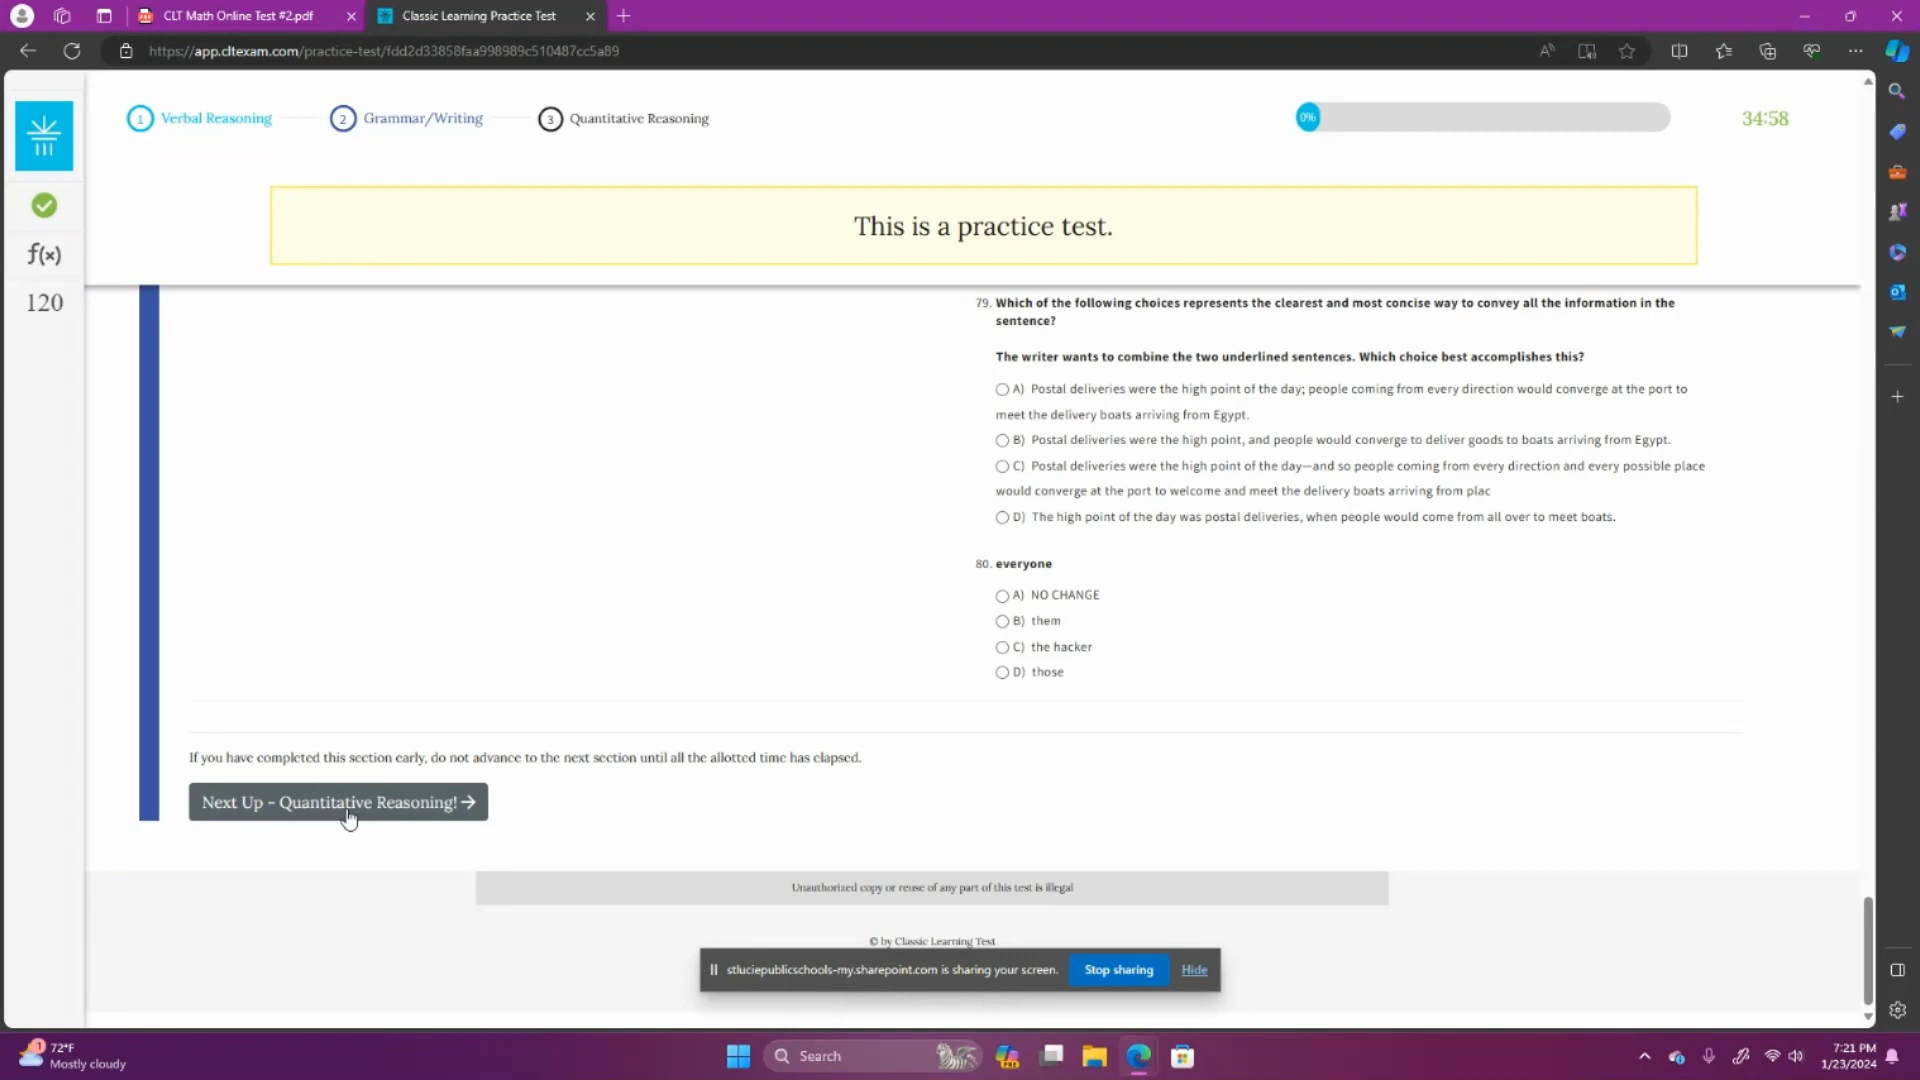 CLT Math Online Test #2.pdf
Classic Learning Practice Test
https://app.cltexam.com/practice-test/fdd2d33858faa998989c510487cc5a89
1 Verbal Reasoning
2 Grammar/Writing
3 Quantitative Reasoning
0%
34:58
This is a practice test.
f(x)
120
79. Which of the following choices represents the clearest and most concise way to convey all the information in the
sentence?
The writer wants to combine the two underlined sentences. Which choice best accomplishes this?
A) Postal deliveries were the high point of the day; people coming from every direction would converge at the port to
meet the delivery boats arriving from Egypt.
B) Postal deliveries were the high point, and people would converge to deliver goods to boats arriving from Egypt.
C) Postal deliveries were the high point of the day—and so people coming from every direction and every possible place
would converge at the port to welcome and meet the delivery boats arriving from plac
D) The high point of the day was postal deliveries, when people would come from all over to meet boats.
80. everyone
A) NO CHANGE
B) them
C) the hacker
D) those
If you have completed this section early, do not advance to the next section until all the allotted time has elapsed.
Next Up - Quantitative Reasoning! →
Unauthorized copy or reuse of any part of this test is illegal
© by Classic Learning Test
stluciepublicschools-my.sharepoint.com is sharing your screen.
Stop sharing
Hide
1
72°F
Mostly cloudy
Search
7:21 PM
1/23/2024